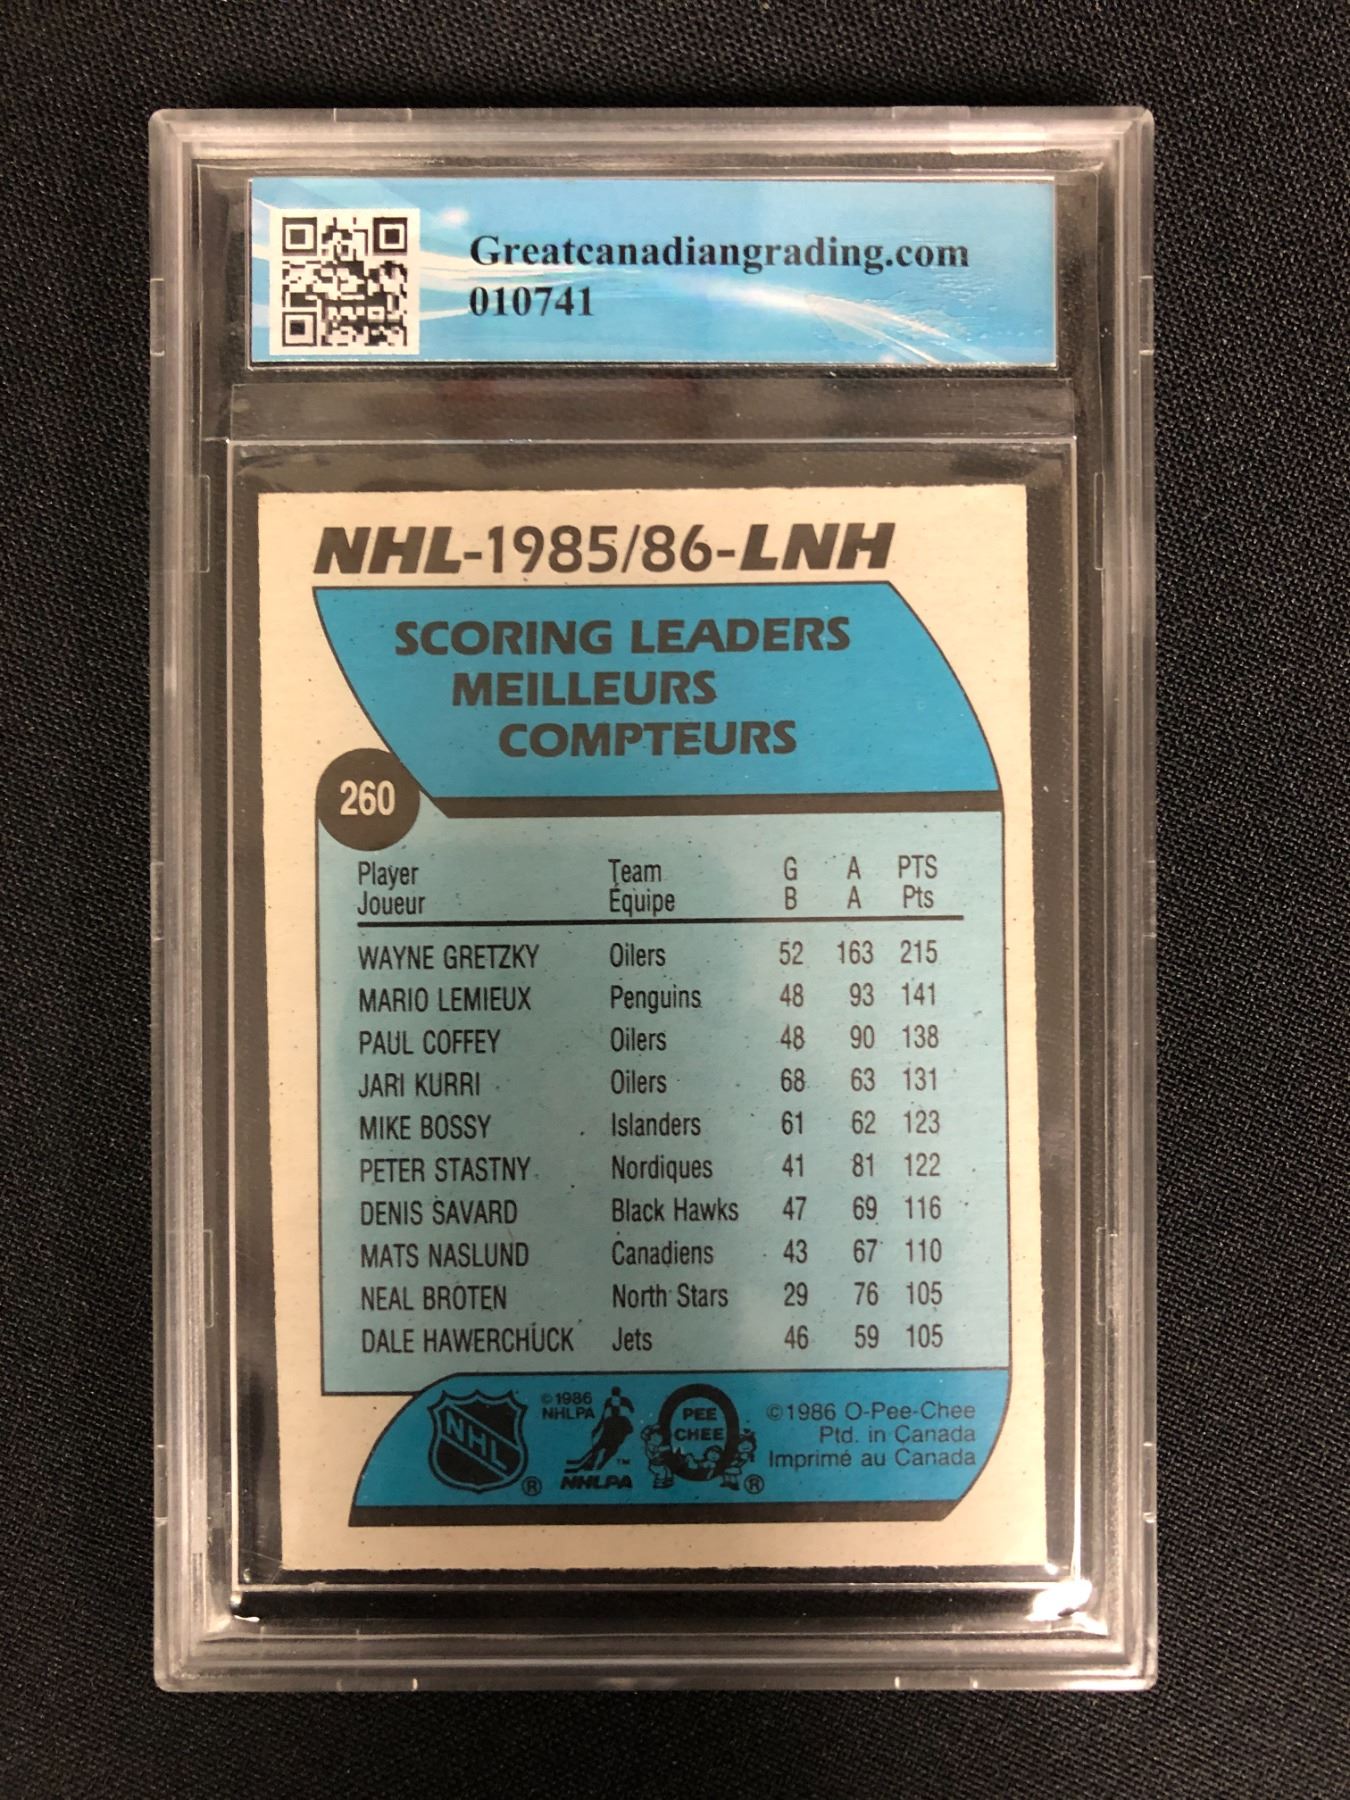 Greatcanadiangrading.com
010741
NHL-1985/86-LNH
SCORING LEADERS
MEILLEURS
COMPTEURS
260
Player Team G A PTS
Joueur Équipe B A Pts
WAYNE GRETZKY Oilers 52 163 215
MARIO LEMIEUX Penguins 48 93 141
PAUL COFFEY Oilers 48 90 138
JARI KURRI Oilers 68 63 131
MIKE BOSSY Islanders 61 62 123
PETER STASTNY Nordiques 41 81 122
DENIS SAVARD Black Hawks 47 69 116
MATS NASLUND Canadiens 43 67 110
NEAL BROTEN North Stars 29 76 105
DALE HAWERCHUCK Jets 46 59 105
NHL ®
©1986
NHLPA
TM
NHLPA
PEE
CHEE
®
©1986 O-Pee-Chee
Ptd. in Canada
Imprimé au Canada